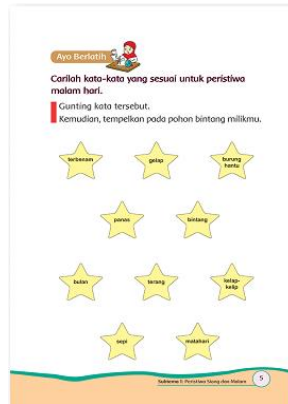 Ayo Berlatih
Carilah kata-kata yang sesuai untuk peristiwa
malam hari.
Gunting kata tersebut.
Kemudian, tempelkan pada pohon bintang milikmu.
terbenam
gelap
burung
hantu
panas
bintang
bulan
terang
kelap-
kelip
sepi
matahari
Subtema 1: Peristiwa Siang dan Malam
5